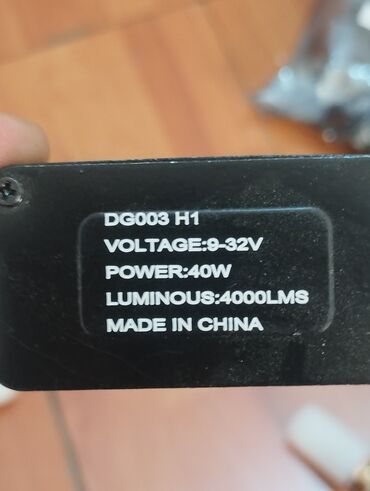 DG003 H1
VOLTAGE:9-32V
POWER:40W
LUMINOUS:4000LMS
MADE IN CHINA